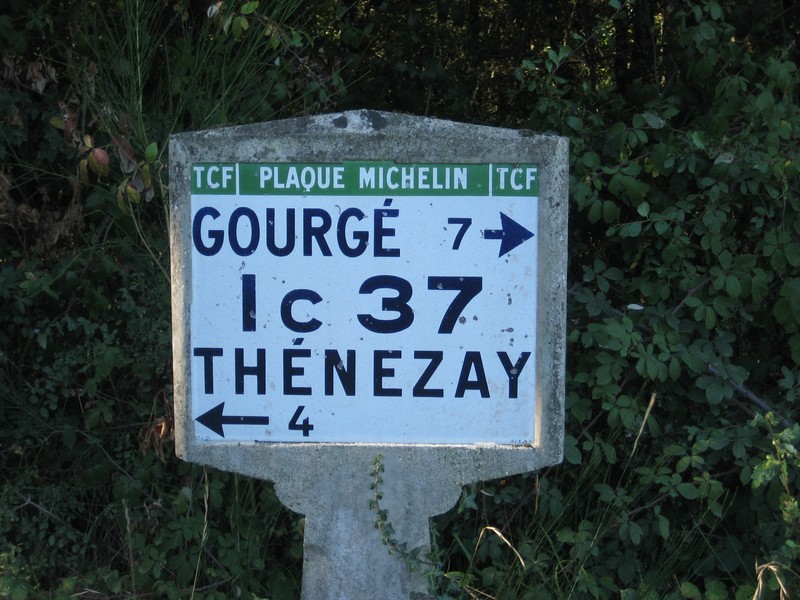 TCF PLAQUE MICHELIN TCF
GOURGÉ 7
Ic 37
THÉNEZAY
4